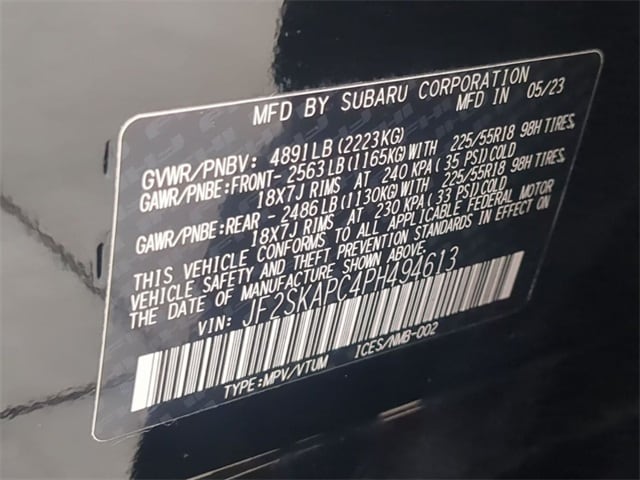 MFD BY SUBARU CORPORATION
MFD IN 05/23
GVWR/PNBV: 4891LB(2223KG)
GAWR/PNBE:FRONT- 2563LB(1165KG)WITH 225/55R18 98H TIRES,
18X7J RIMS AT 240 KPA( 35 PSI)COLD
GAWR/PNBE:REAR - 2486LB(1130KG)WITH 225/55R18 98H TIRES,
18X7J RIMS AT 230 KPA( 33 PSI)COLD
THIS VEHICLE CONFORMS TO ALL APPLICABLE FEDERAL MOTOR
VEHICLE SAFETY AND THEFT PREVENTION STANDARDS IN EFFECT ON
THE DATE OF MANUFACTURE SHOWN ABOVE.
VIN: JF2SKAPC4PH494613
TYPE:MPV/VTUM ICES/NMB-002